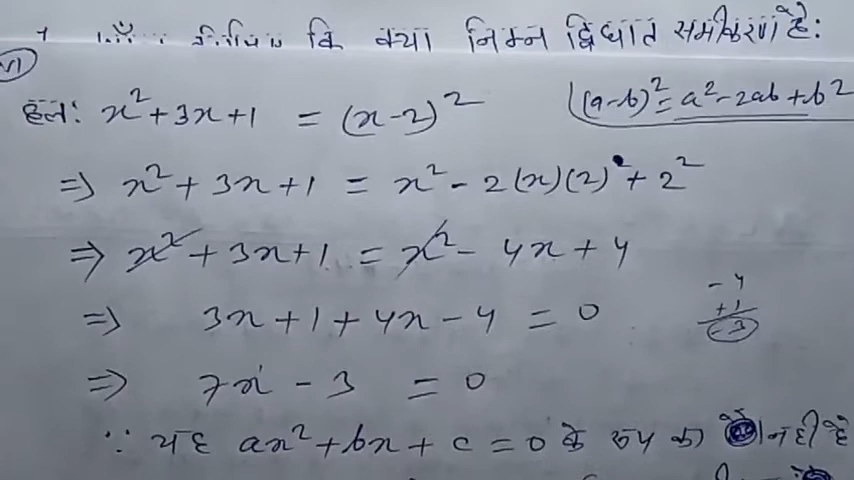 कि क्या निम्न द्विघात समीकरण है:
(vi)
हल: x² + 3x + 1 = (x - 2)² (a-b)² = a² - 2ab + b²
⇒ x² + 3x + 1 = x² - 2(x)(2) + 2²
⇒ x² + 3x + 1 = x² - 4x + 4
⇒ 3x + 1 + 4x - 4 = 0
- 4
+1
- 3
⇒ 7x - 3 = 0
∵ यह ax² + bx + c = 0 के रूप का नहीं है